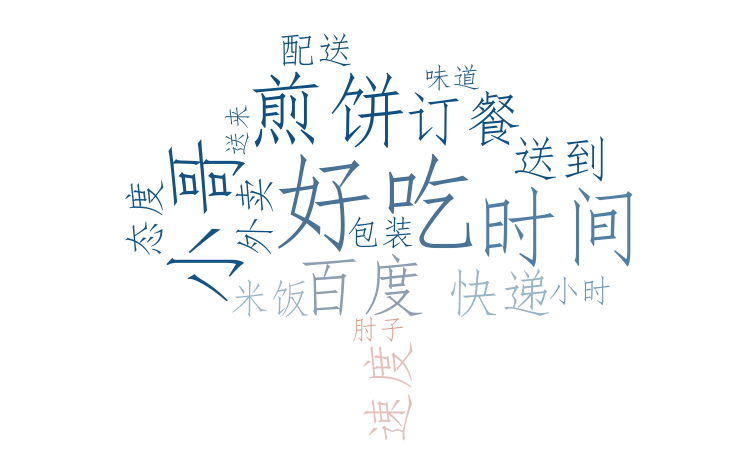 配送
味道
煎饼
订餐
送来
送到
小哥
好吃
态度
外卖
包装
时间
百度
米饭
快递
小时
肘子
速度